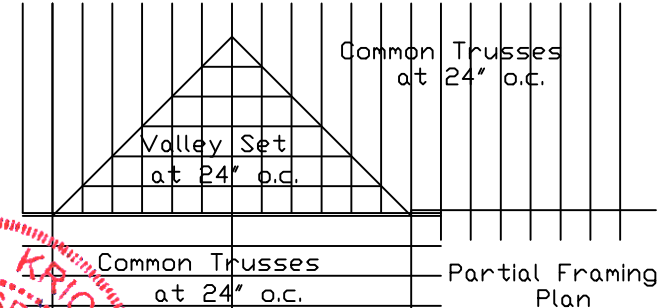 Common Trusses
at 24" o.c.
Valley Set
at 24" o.c.
Common Trusses
at 24" o.c.
Partial Framing
Plan